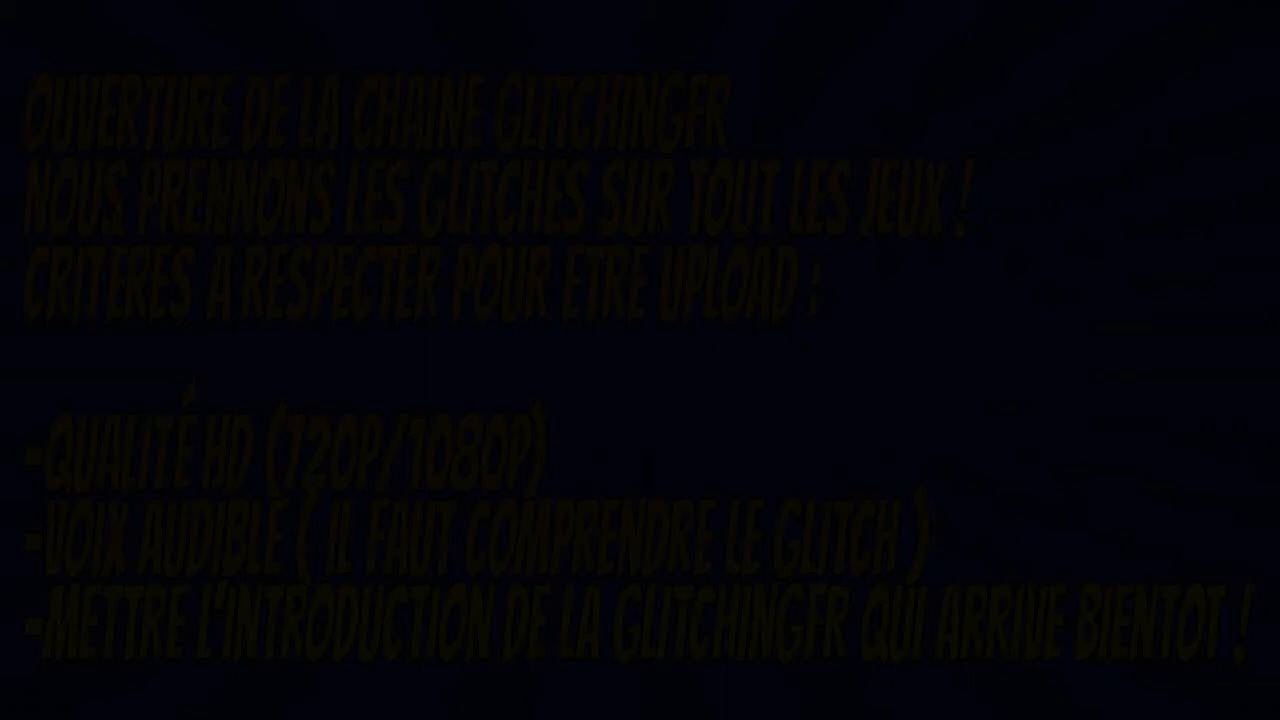 OUVERTURE DE LA CHAINE GLITCHINGFR
NOUS PRENNONS LES GLITCHES SUR TOUT LES JEUX !
CRITERES A RESPECTER POUR ETRE UPLOAD :
-QUALITÉ HD (720P/1080P)
-VOIX AUDIBLE ( IL FAUT COMPRENDRE LE GLITCH )
-METTRE L'INTRODUCTION DE LA GLITCHINGFR QUI ARRIVE BIENTOT !